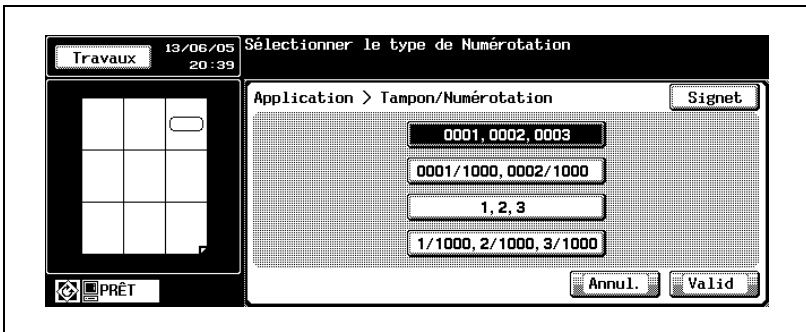 Travaux
13/06/05
20:39
Sélectionner le type de Numérotation
Application > Tampon/Numérotation
Signet
0001, 0002, 0003
0001/1000, 0002/1000
1, 2, 3
1/1000, 2/1000, 3/1000
PRÊT
Annul.
Valid